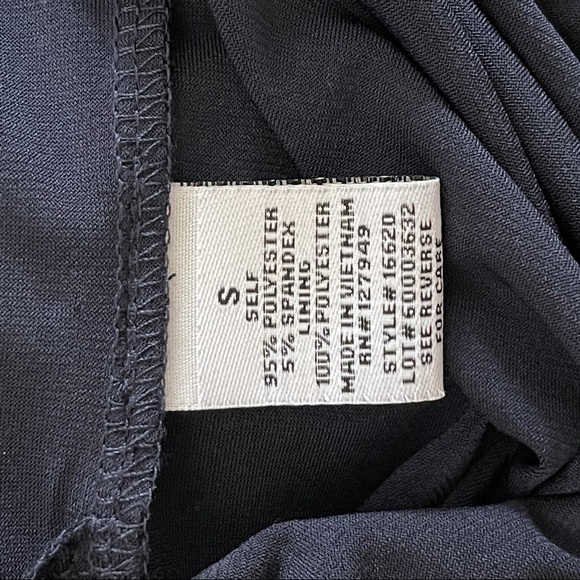 S
SELF
95% POLYESTER
5% SPANDEX
LINING
100% POLYESTER
MADE IN VIETNAM
RN# 127949
STYLE# 16620
LOT# 600103632
SEE REVERSE
FOR CARE